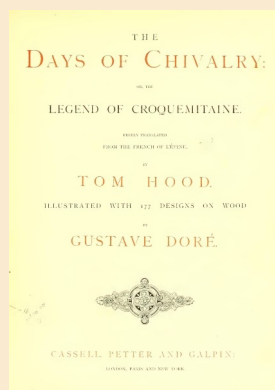 THE
DAYS OF CHIVALRY:
OR, THE
LEGEND OF CROQUEMITAINE.
FREELY TRANSLATED
FROM THE FRENCH OF L'ÉPINE,
BY
TOM HOOD.
ILLUSTRATED WITH 177 DESIGNS ON WOOD
BY
GUSTAVE DORÉ.
CASSELL, PETTER AND GALPIN:
LONDON, PARIS, AND NEW YORK.